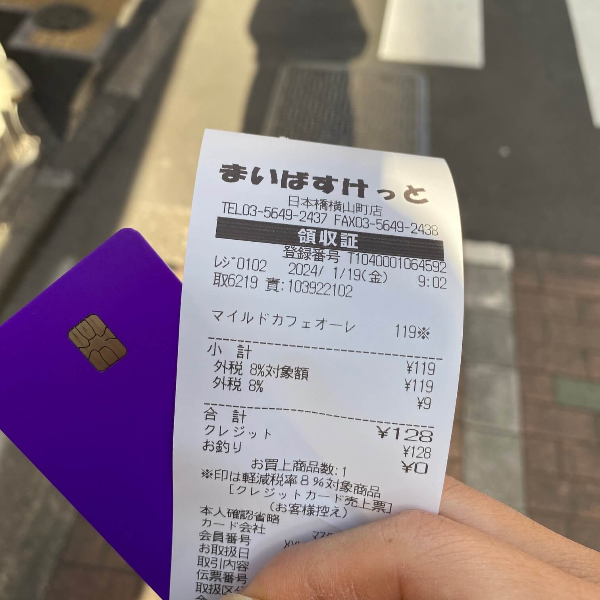 まいばすけっと
日本橋横山町店
TEL03-5649-2437 FAX03-5649-2438
領収証
登録番号 T1040001064592
ﾚｼﾞ0102 2024/ 1/19(金) 9:02
取6219 責:103922102
マイルドカフェオーレ 119※
小 計 ¥119
外税 8%対象額 ¥119
外税 8% ¥9
合 計 ¥128
クレジット ¥128
お釣り ¥0
お買上商品数:1
※印は軽減税率8%対象商品
[クレジットカード売上票]
(お客様控え)
本人確認省略
カード会社
会員番号
お取扱日
取引内容
伝票番号
取扱区分